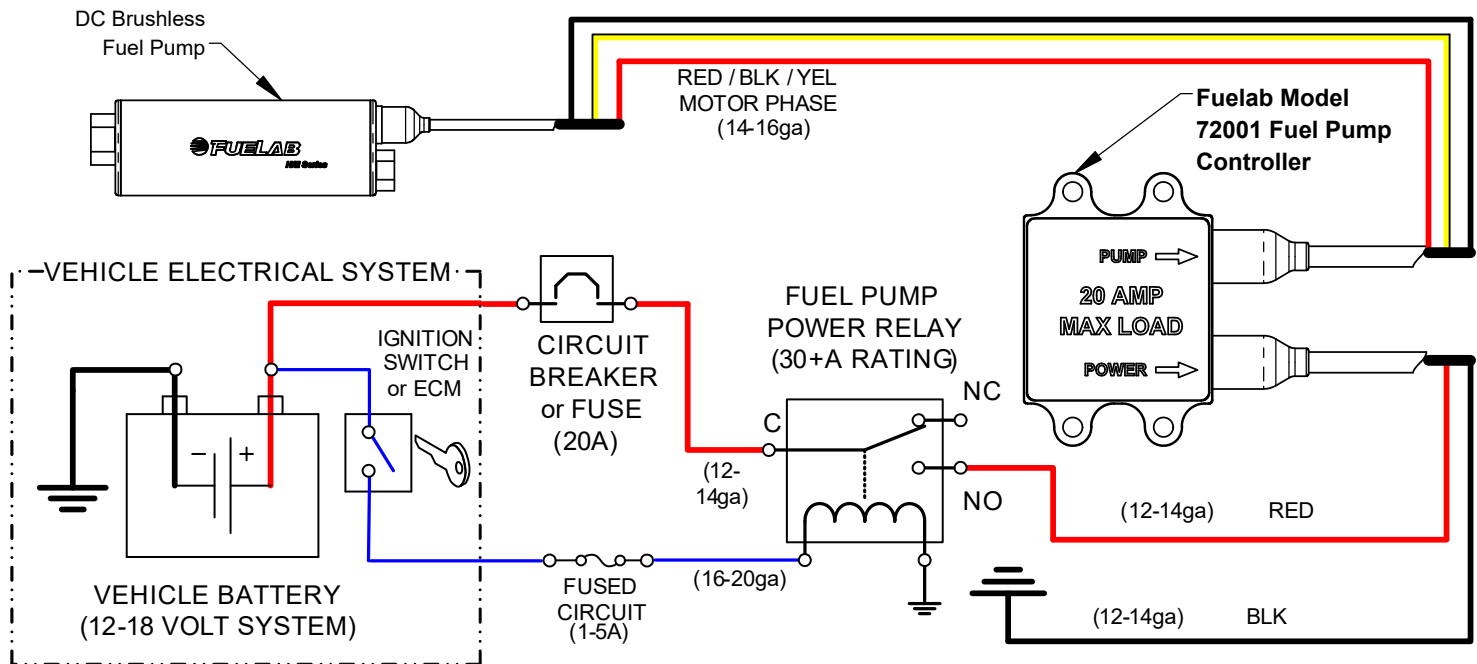 DC Brushless
Fuel Pump
FUELAB
RED / BLK / YEL
MOTOR PHASE
(14-16ga)
Fuelab Model
72001 Fuel Pump
Controller
PUMP
20 AMP
MAX LOAD
POWER
VEHICLE ELECTRICAL SYSTEM
IGNITION
SWITCH
or ECM
- +
VEHICLE BATTERY
(12-18 VOLT SYSTEM)
CIRCUIT
BREAKER
or FUSE
(20A)
FUEL PUMP
POWER RELAY
(30+A RATING)
C
NC
NO
(12-
14ga)
FUSED
CIRCUIT
(1-5A)
(16-20ga)
(12-14ga) RED
(12-14ga) BLK